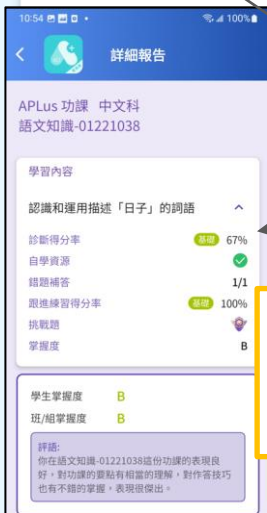 10:54
100%
詳細報告
APLus 功課 中文科
語文知識-01221038
學習內容
認識和運用描述「日子」的詞語
診斷得分率 基礎 67%
自學資源
錯題補答 1/1
跟進練習得分率 基礎 100%
挑戰題
掌握度 B
學生掌握度 B
班/組掌握度 B
評語:
你在語文知識-01221038這份功課的表現良
好，對功課的要點有相當的理解，對作答技巧
也有不錯的掌握，表現很傑出。